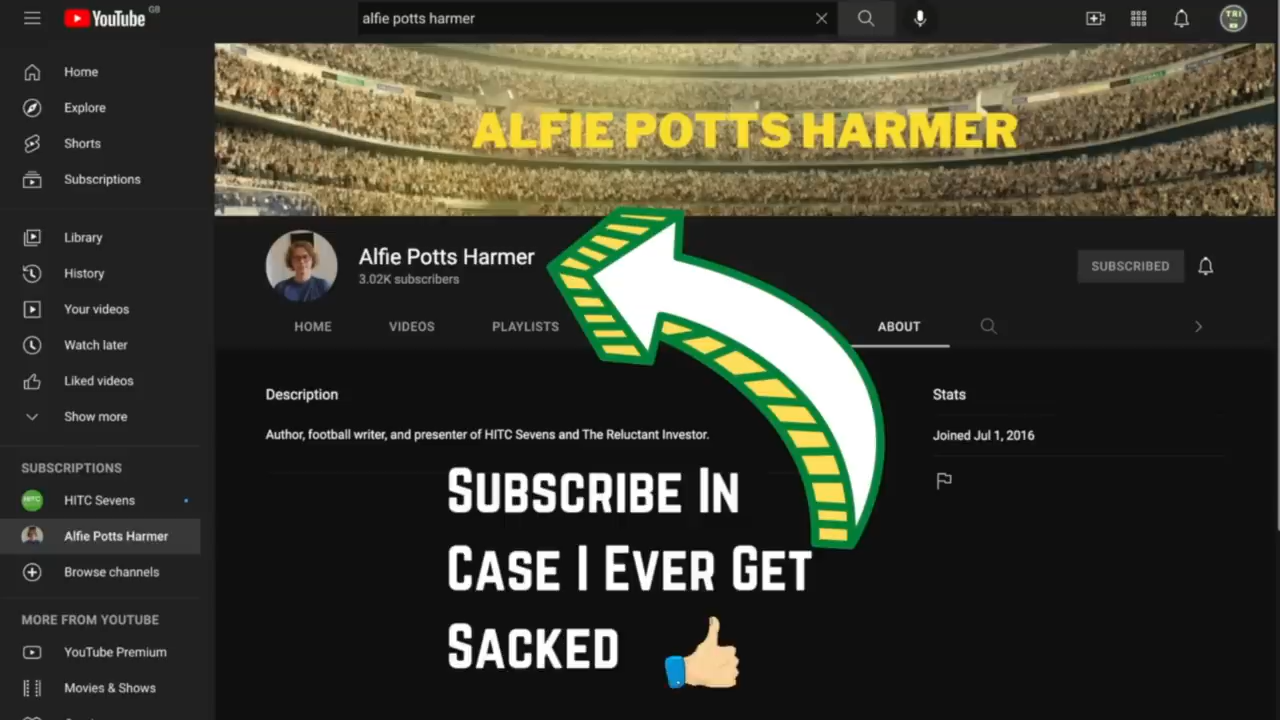 YouTube GB
alfie potts harmer
TRI
Home
Explore
Shorts
Subscriptions
Library
History
Your videos
Watch later
Liked videos
Show more
SUBSCRIPTIONS
HITC Sevens
Alfie Potts Harmer
Browse channels
MORE FROM YOUTUBE
YouTube Premium
Movies & Shows
ALFIE POTTS HARMER
Alfie Potts Harmer
3.02K subscribers
SUBSCRIBED
HOME VIDEOS PLAYLISTS ABOUT
Description
Author, football writer, and presenter of HITC Sevens and The Reluctant Investor.
Stats
Joined Jul 1, 2016
SUBSCRIBE IN
CASE I EVER GET
SACKED